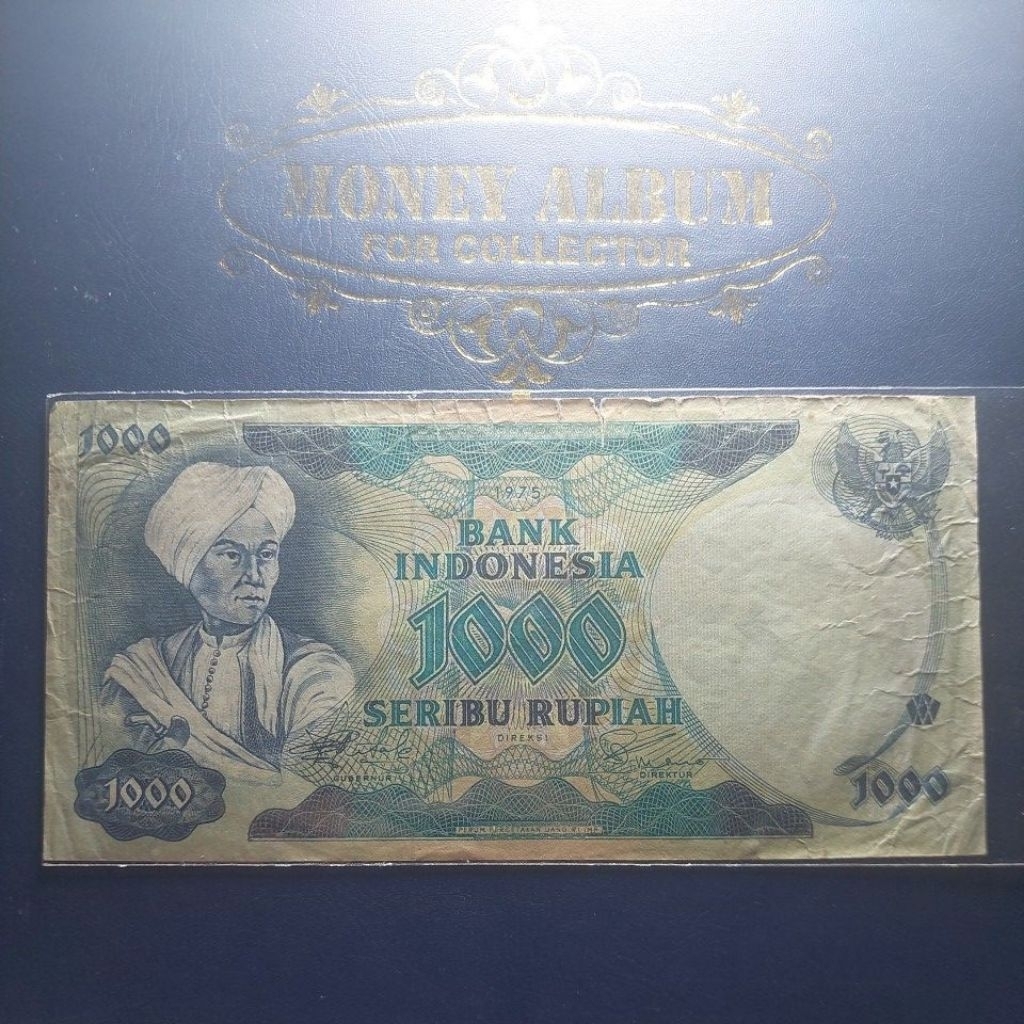 MONEY ALBUM
FOR COLLECTOR
1000
1975
BANK
INDONESIA
1000
SERIBU RUPIAH
DIREKSI
GUBERNUR
DIREKTUR
1000
1000